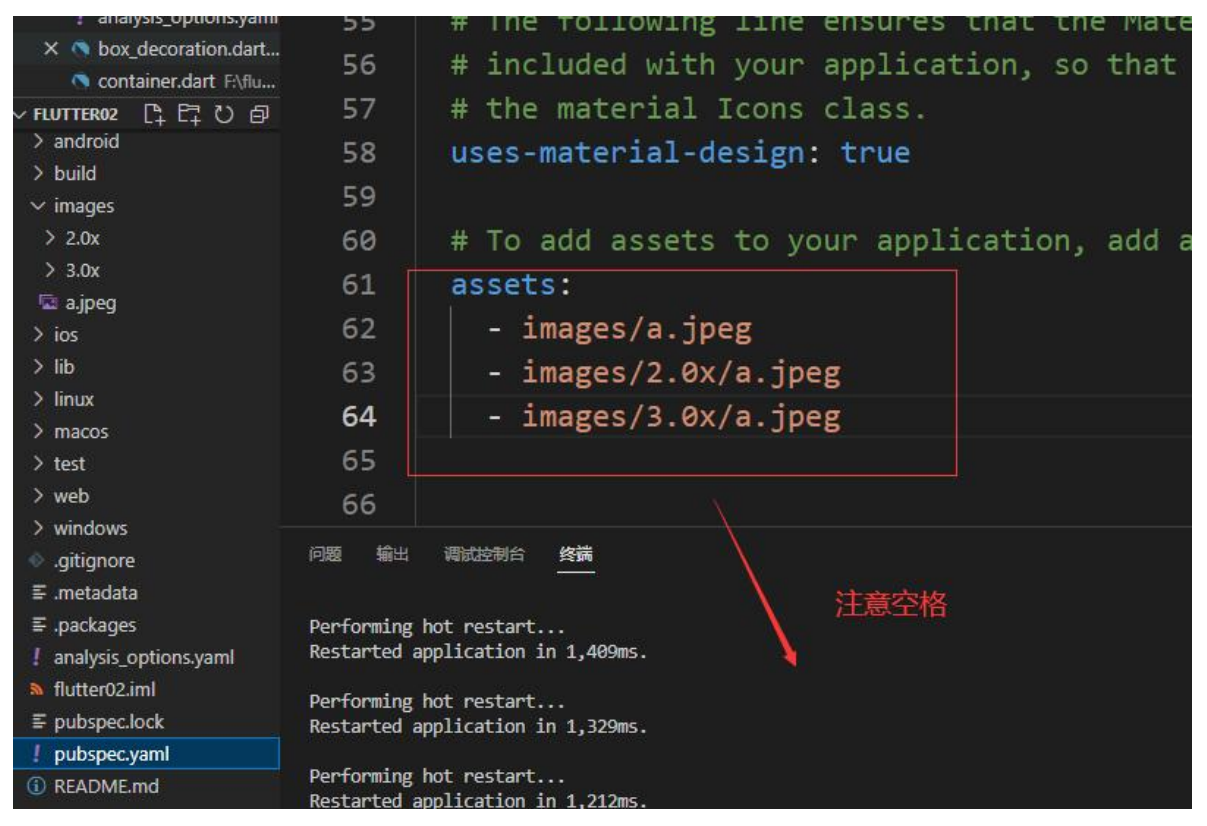 analysis_options.yaml
box_decoration.dart...
container.dart F:\flu...
FLUTTER02
android
build
images
2.0x
3.0x
a.jpeg
ios
lib
linux
macos
test
web
windows
.gitignore
.metadata
.packages
analysis_options.yaml
flutter02.iml
pubspec.lock
pubspec.yaml
README.md
55 # The following line ensures that the Mate
56 # included with your application, so that
57 # the material Icons class.
58 uses-material-design: true
59
60 # To add assets to your application, add a
61 assets:
62 - images/a.jpeg
63 - images/2.0x/a.jpeg
64 - images/3.0x/a.jpeg
65
66
问题 输出 调试控制台 终端
注意空格
Performing hot restart...
Restarted application in 1,409ms.
Performing hot restart...
Restarted application in 1,329ms.
Performing hot restart...
Restarted application in 1,212ms.